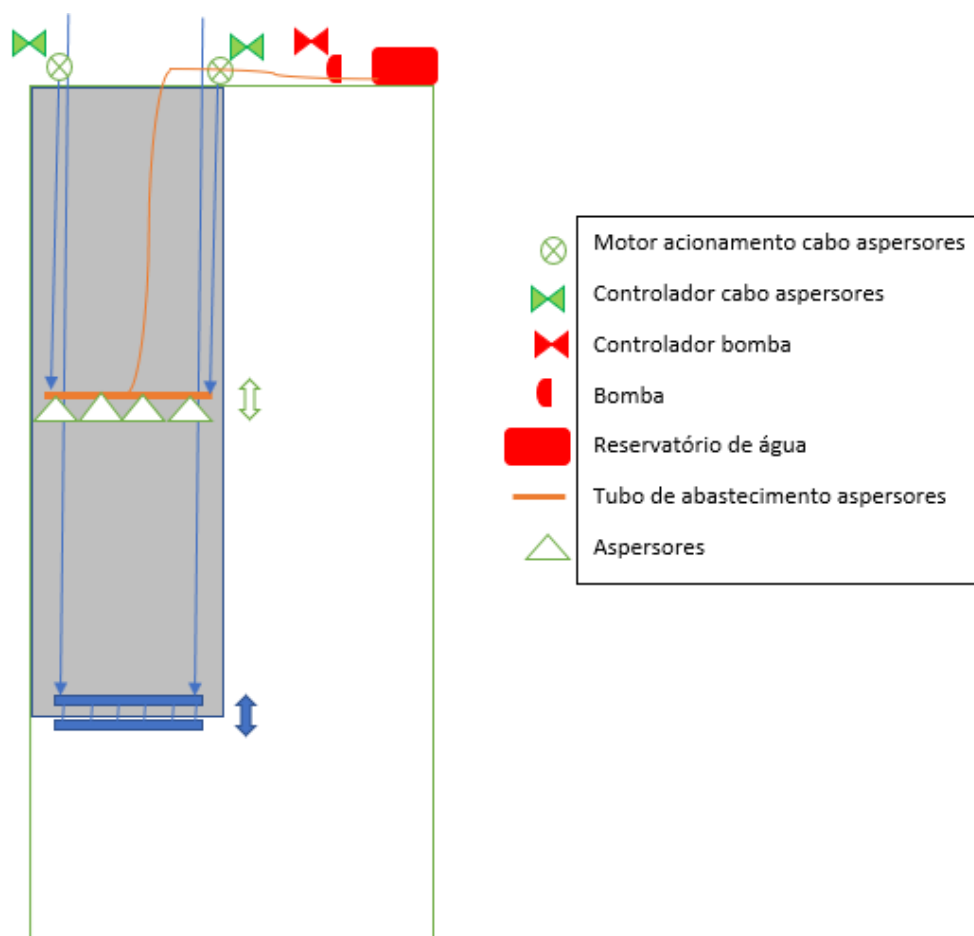 Motor acionamento cabo aspersores
Controlador cabo aspersores
Controlador bomba
Bomba
Reservatório de água
Tubo de abastecimento aspersores
Aspersores